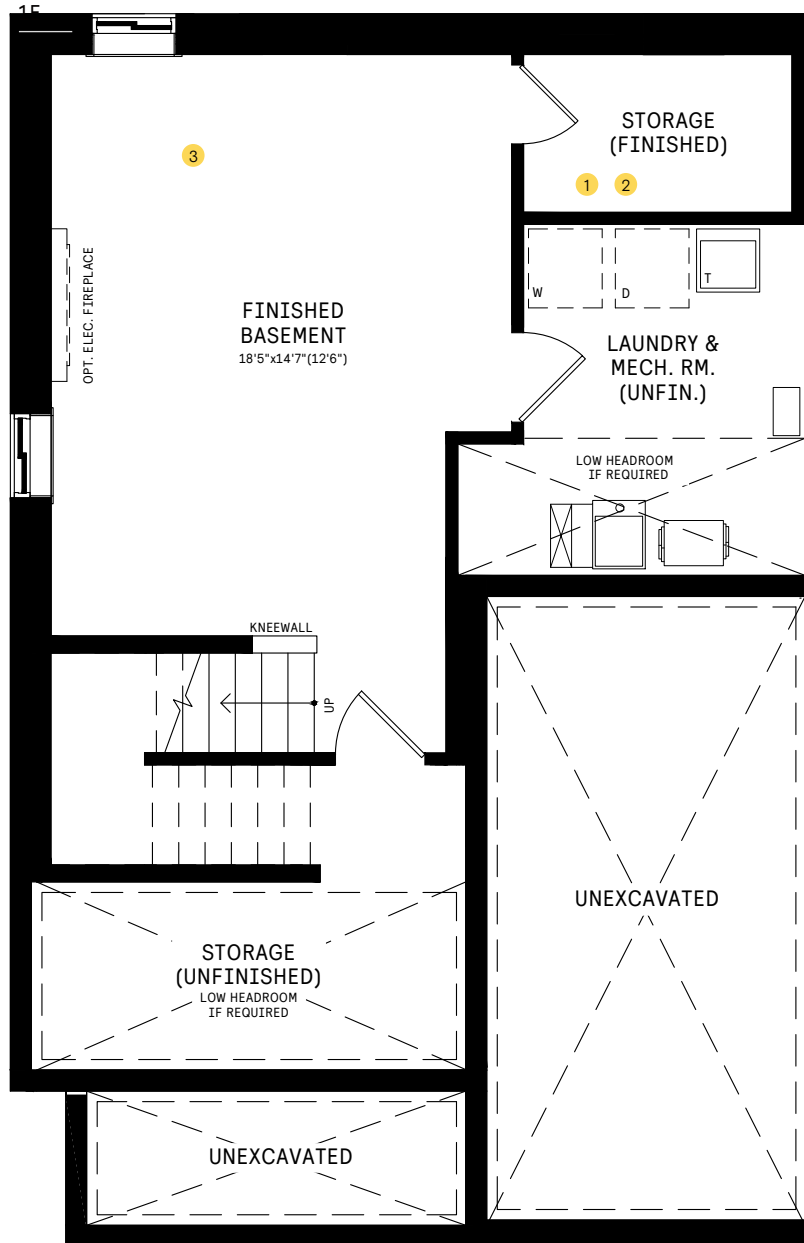 STORAGE
(FINISHED)
3
1 2
OPT. ELEC. FIREPLACE
W
D
T
FINISHED
BASEMENT
18'5"x14'7"(12'6")
LAUNDRY &
MECH. RM.
(UNFIN.)
LOW HEADROOM
IF REQUIRED
KNEEWALL
UP
UNEXCAVATED
STORAGE
(UNFINISHED)
LOW HEADROOM
IF REQUIRED
UNEXCAVATED